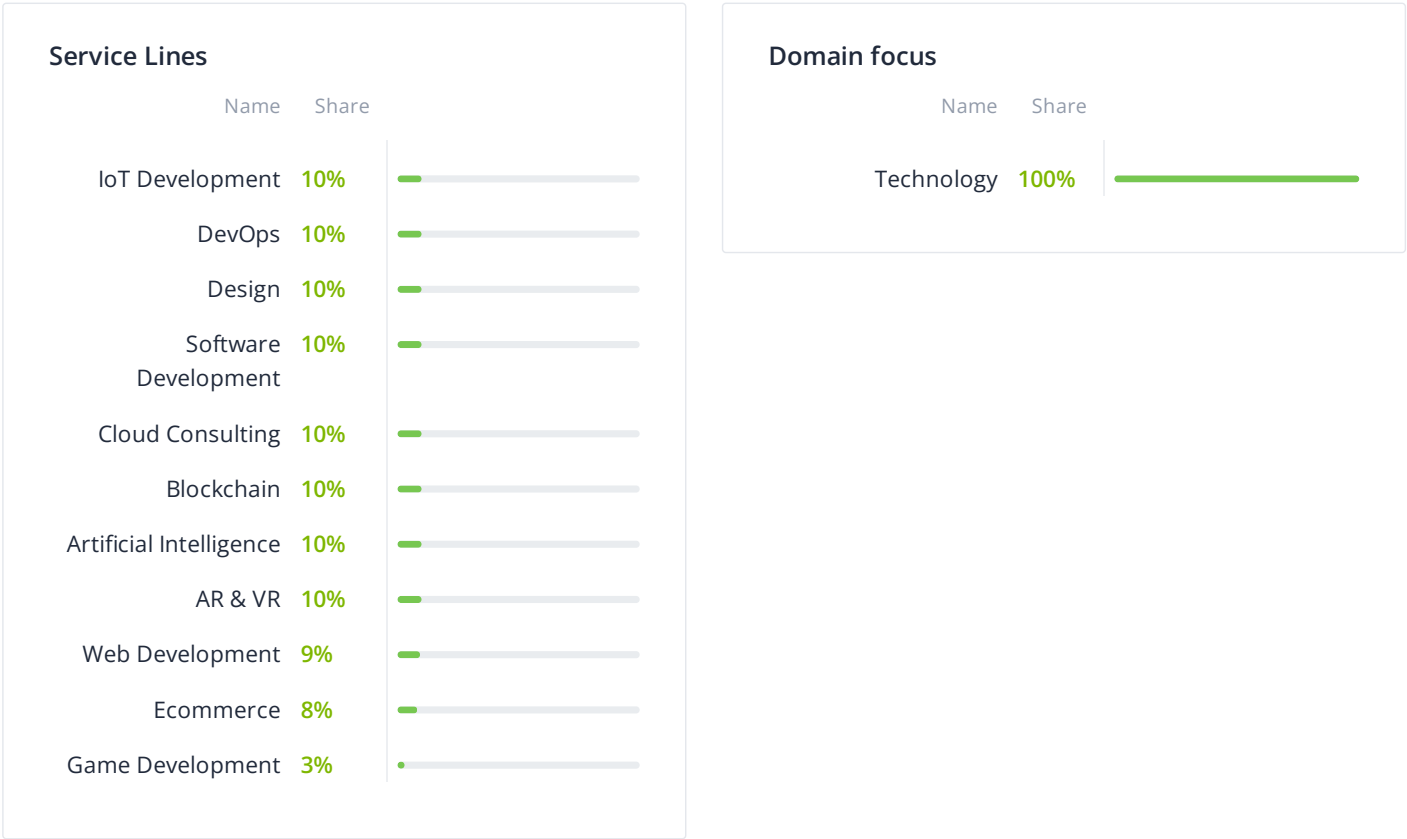 Service Lines
Name Share
IoT Development 10%
DevOps 10%
Design 10%
Software 10%
Development
Cloud Consulting 10%
Blockchain 10%
Artificial Intelligence 10%
AR & VR 10%
Web Development 9%
Ecommerce 8%
Game Development 3%
Domain focus
Name Share
Technology 100%